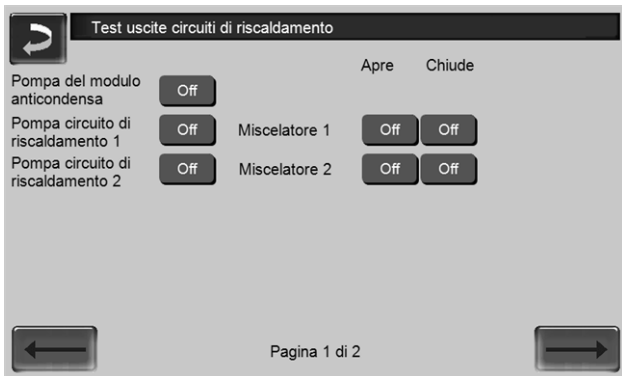 Test uscite circuiti di riscaldamento
Apre Chiude
Pompa del modulo
anticondensa Off
Pompa circuito di
riscaldamento 1 Off Miscelatore 1 Off Off
Pompa circuito di
riscaldamento 2 Off Miscelatore 2 Off Off
Pagina 1 di 2